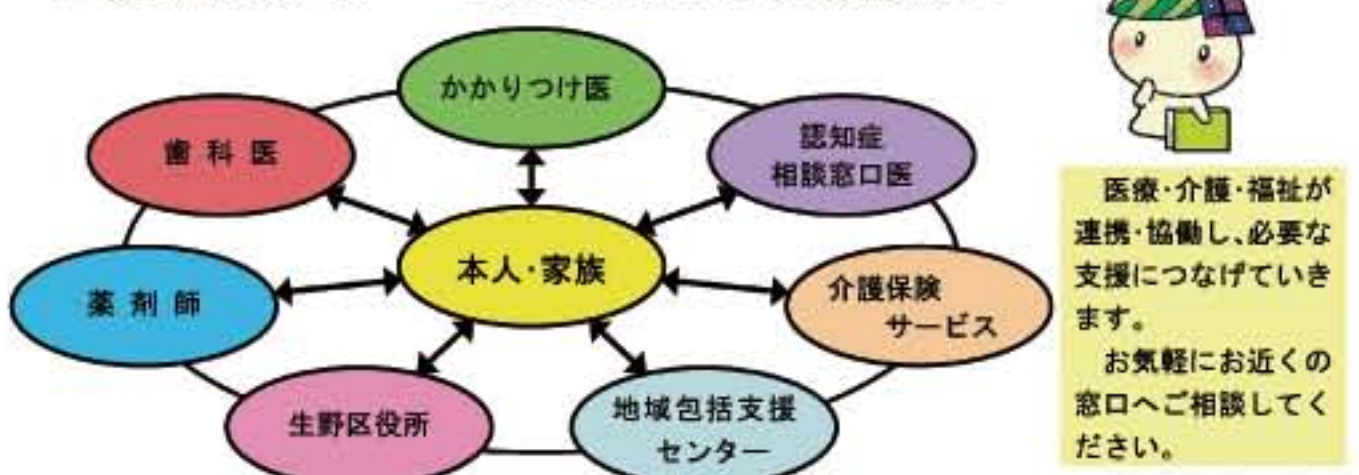 かかりつけ医
歯科医
認知症
相談窓口医
本人・家族
薬剤師
介護保険
サービス
生野区役所
地域包括支援
センター
医療・介護・福祉が
連携・協働し、必要な
支援につなげていき
ます。
お気軽にお近くの
窓口へご相談してく
ださい。